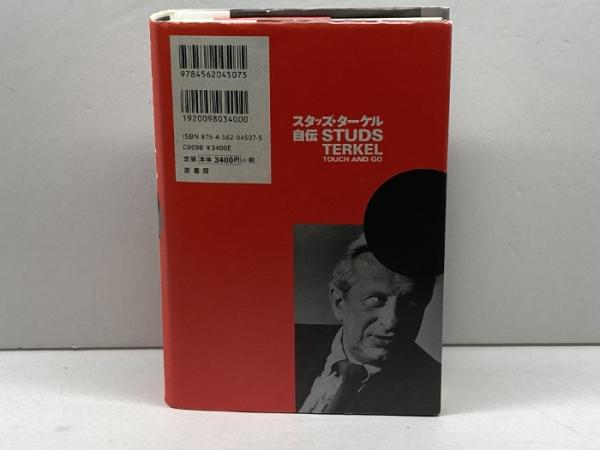 9784562045075
1920098034000
ISBN 978-4-562-04507-5
C0098 ¥3400E
定価 本体 3400円 +税
原書房
スタッズ・ターケル
自伝 STUDS
TERKEL
TOUCH AND GO